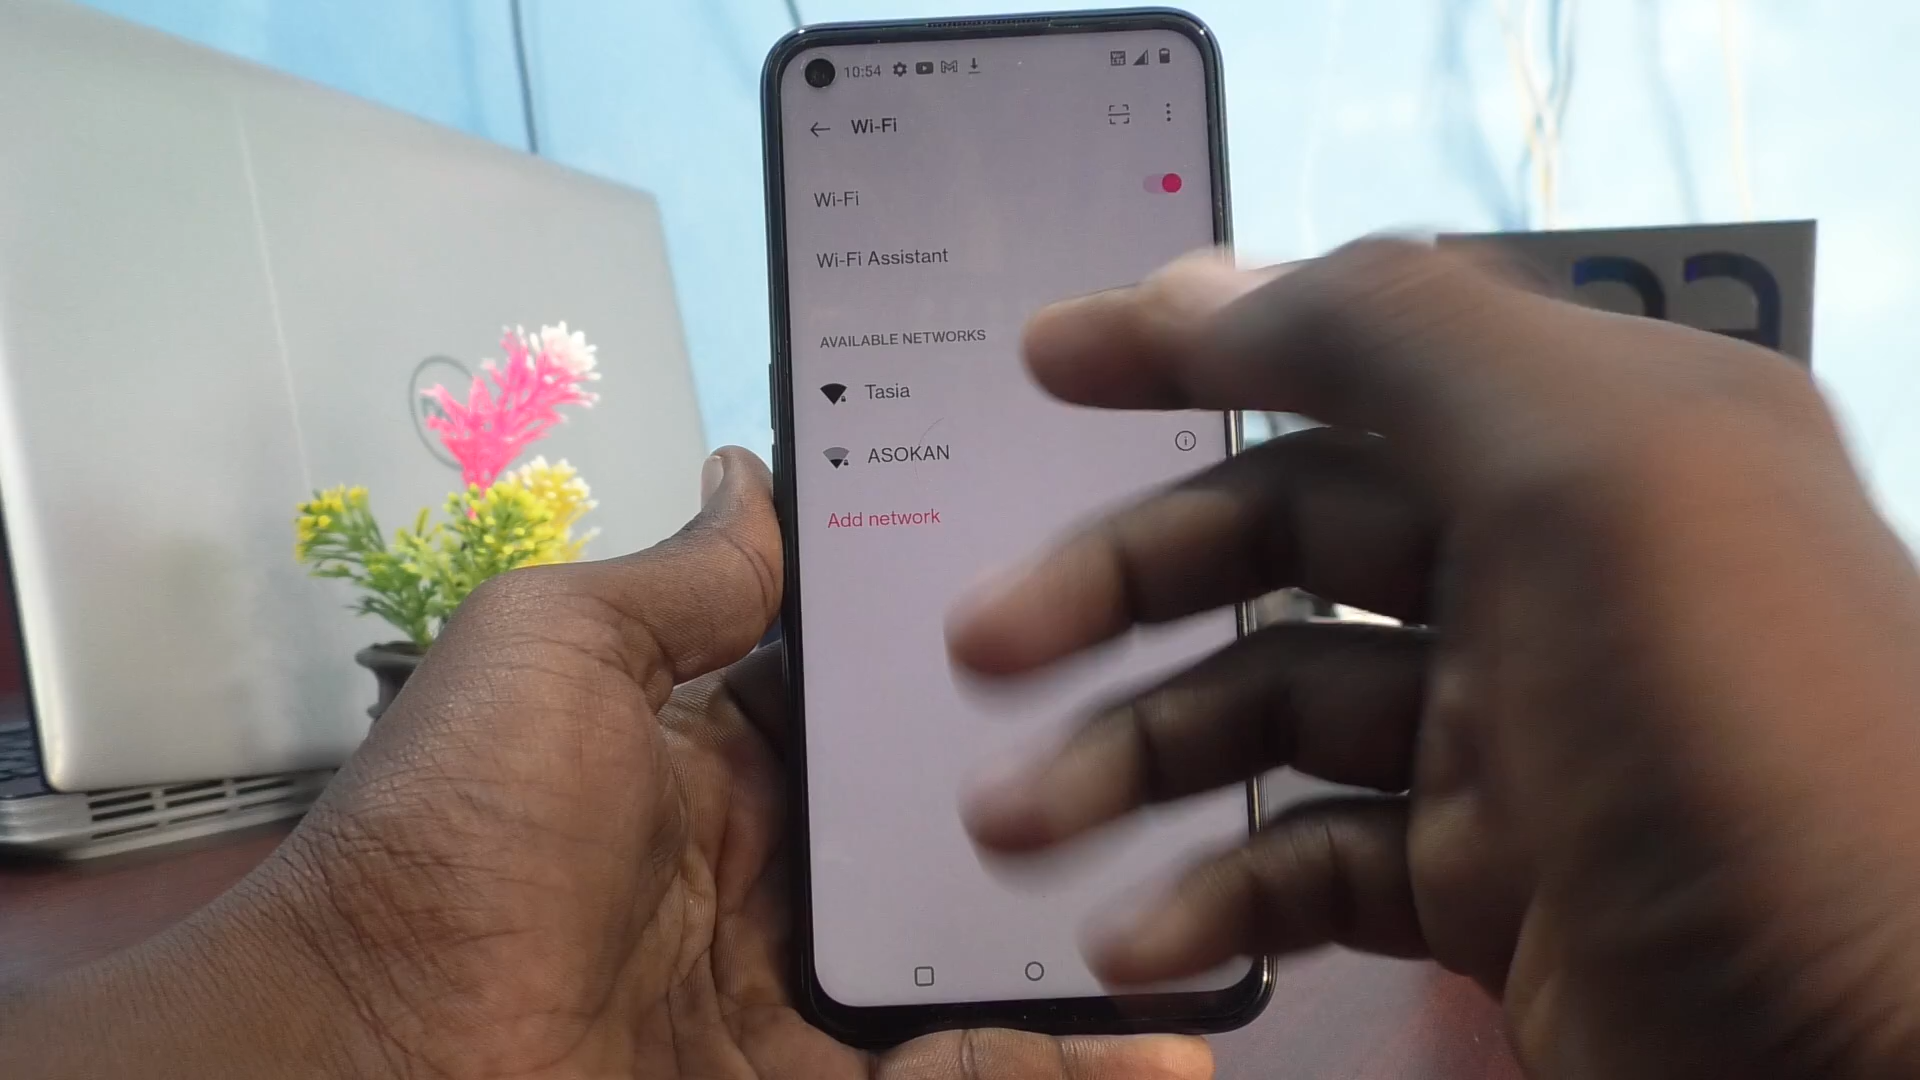 10:54
Wi-Fi
Wi-Fi
Wi-Fi Assistant
AVAILABLE NETWORKS
Tasia
ASOKAN
Add network